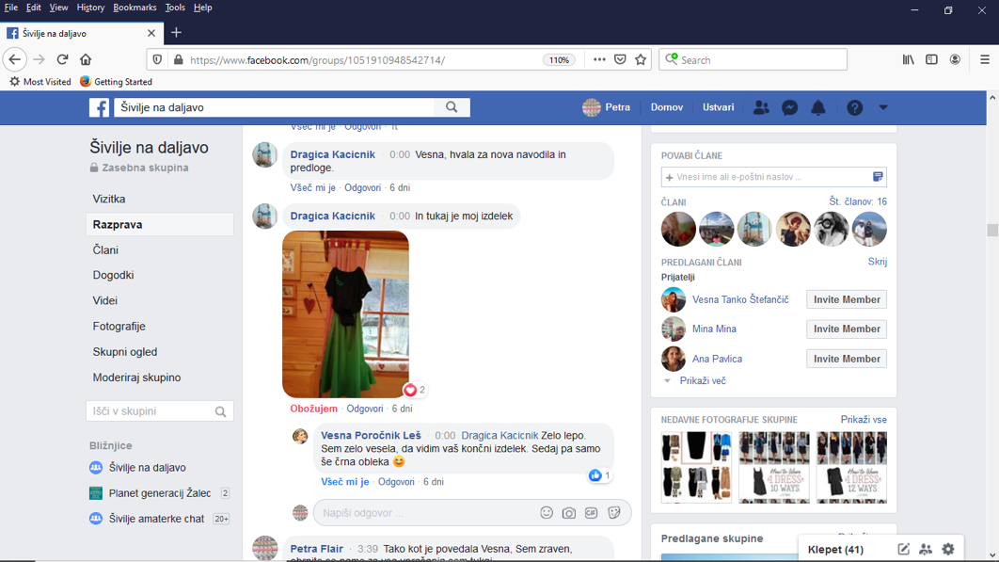 File Edit View History Bookmarks Tools Help
Šivilje na daljavo
https://www.facebook.com/groups/1051910948542714/
110%
Search
Most Visited Getting Started
Šivilje na daljavo
Petra Domov Ustvari
Šivilje na daljavo
Zasebna skupina
Vizitka
Razprava
Člani
Dogodki
Videi
Fotografije
Skupni ogled
Moderiraj skupino
Išči v skupini
Bližnjice
Šivilje na daljavo
Planet generacij Žalec 2
Šivilje amaterke chat 20+
Všeč mi je · Odgovori ·
Dragica Kacicnik · 0:00 Vesna, hvala za nova navodila in
predloge.
Všeč mi je · Odgovori · 6 dni
Dragica Kacicnik · 0:00 In tukaj je moj izdelek
2
Obožujem · Odgovori · 6 dni
Vesna Poročnik Leš · 0:00 Dragica Kacicnik Zelo lepo.
Sem zelo vesela, da vidim vaš končni izdelek. Sedaj pa samo
še črna obleka
1
Všeč mi je · Odgovori · 6 dni
Napiši odgovor ...
GIF
Petra Flair · 3:39 Tako kot je povedala Vesna, Sem zraven,
obrnite se name za vsa vprašanja sem tukaj
POVABI ČLANE
Vnesi ime ali e-poštni naslov ...
ČLANI Št. članov: 16
PREDLAGANI ČLANI Skrij
Prijatelji
Vesna Tanko Štefančič Invite Member
Mina Mina Invite Member
Ana Pavlica Invite Member
Prikaži več
NEDAVNE FOTOGRAFIJE SKUPINE Prikaži vse
HOW TO Wear
1 DRESS
10 WAYS
HOW TO Wear
1 DRESS
12 WAYS
Predlagane skupine
Klepet (41)